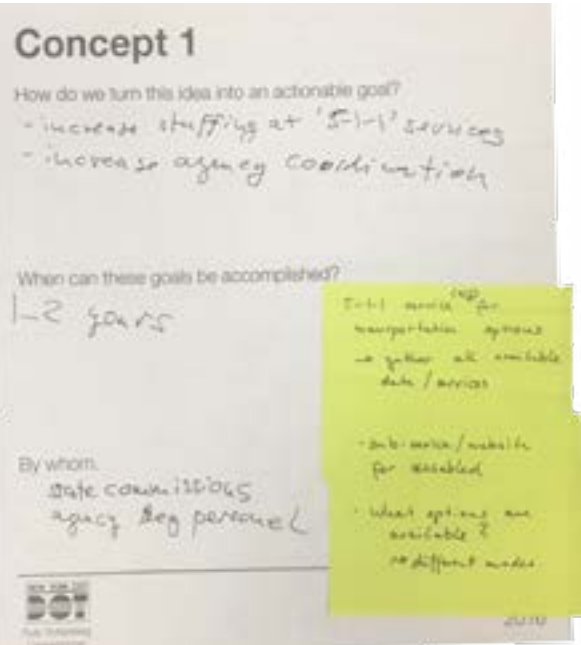 Concept 1
How do we turn this idea into an actionable goal?
- increase staffing at '5-1-1' services
- increase agency coordination
When can these goals be accomplished?
1-2 years
By whom.
state commissions
agency personel
5-1-1 service for
transportation options
→ gather all available
data / services
· sub-service / website
for disabled
· What options are
available?
→ different modes
DOT
2016